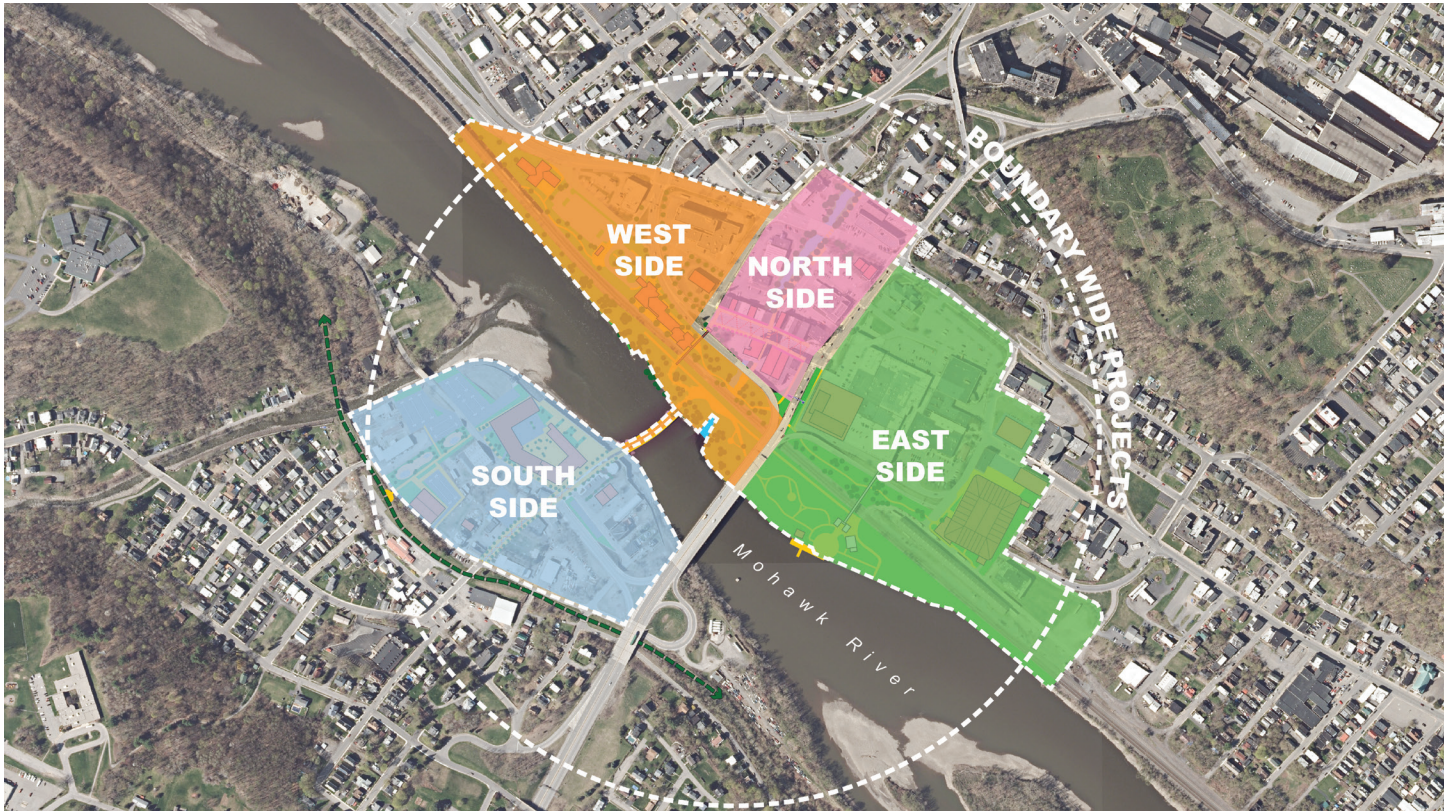 BOUNDARY WIDE PROJECTS
WEST
SIDE
NORTH
SIDE
EAST
SIDE
SOUTH
SIDE
Mohawk River